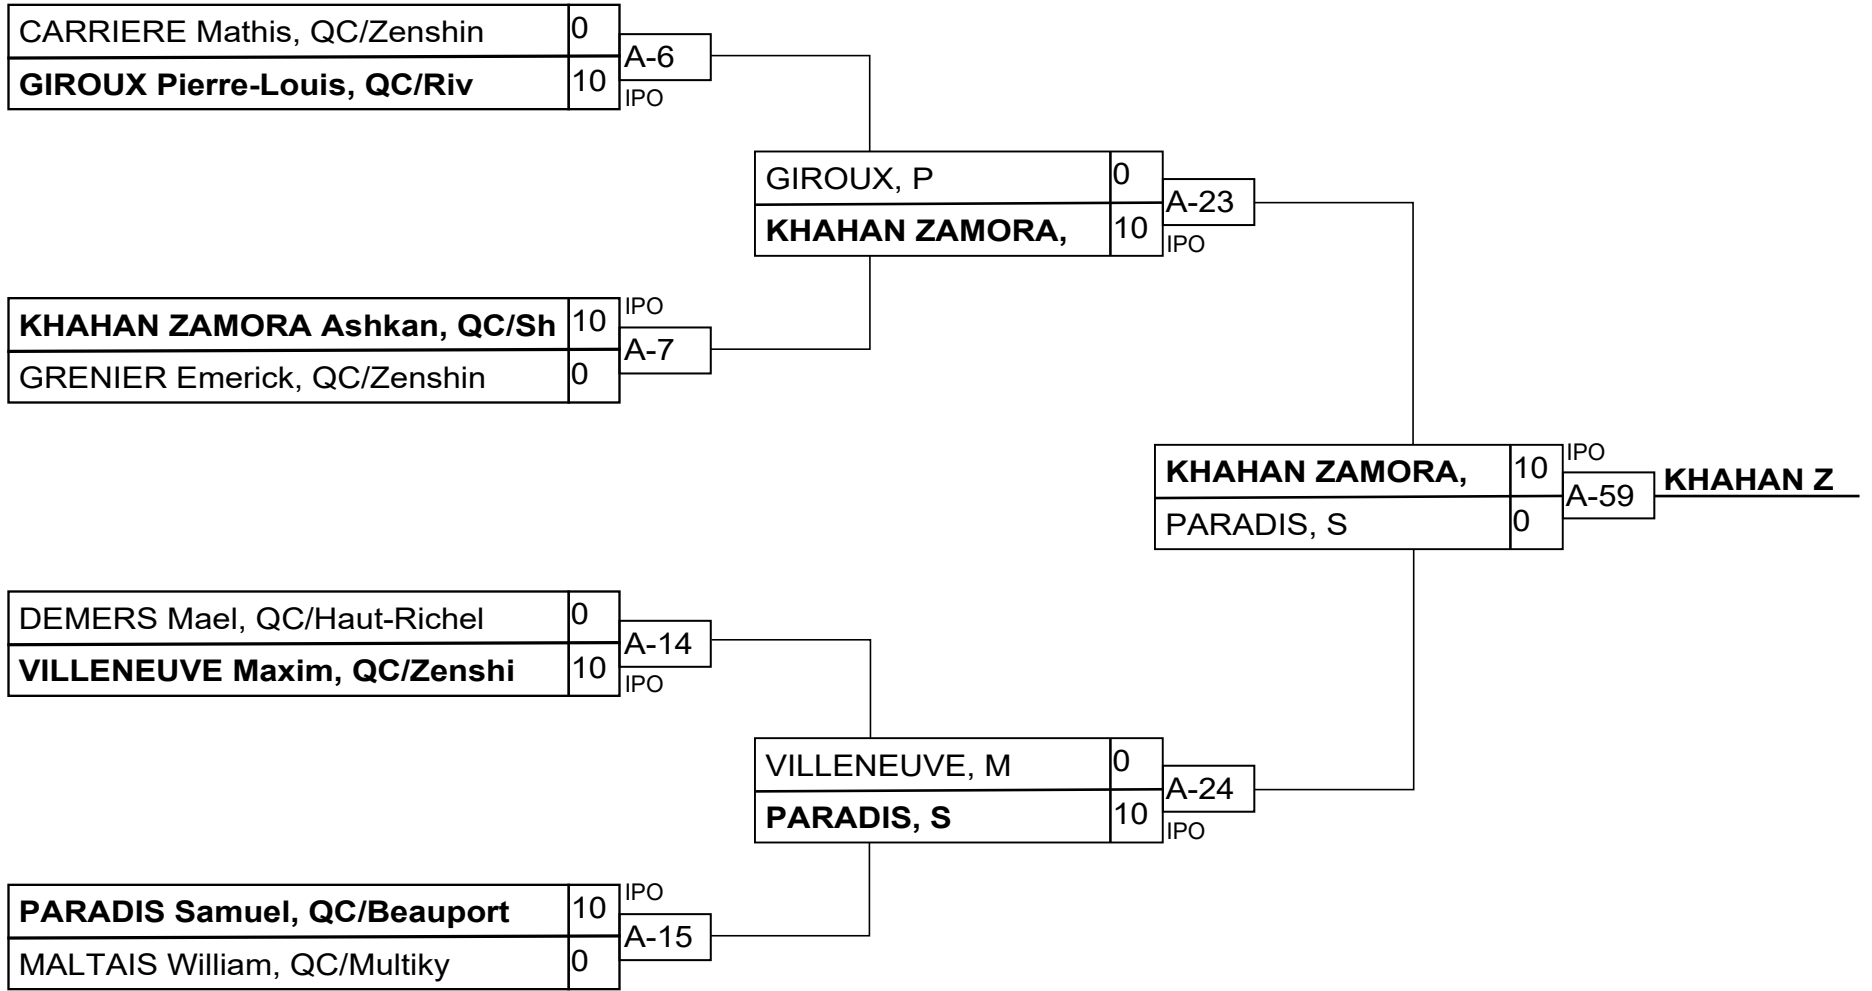 CARRIERE Mathis, QC/Zenshin 0
A-6
GIROUX Pierre-Louis, QC/Riv 10
IPO
GIROUX, P 0
A-23
KHAHAN ZAMORA, 10
IPO
IPO
KHAHAN ZAMORA Ashkan, QC/Sh 10
A-7
GRENIER Emerick, QC/Zenshin 0
IPO
KHAHAN ZAMORA, 10
A-59
KHAHAN Z
PARADIS, S 0
DEMERS Mael, QC/Haut-Richel 0
A-14
VILLENEUVE Maxim, QC/Zenshi 10
IPO
VILLENEUVE, M 0
A-24
PARADIS, S 10
IPO
IPO
PARADIS Samuel, QC/Beauport 10
A-15
MALTAIS William, QC/Multiky 0